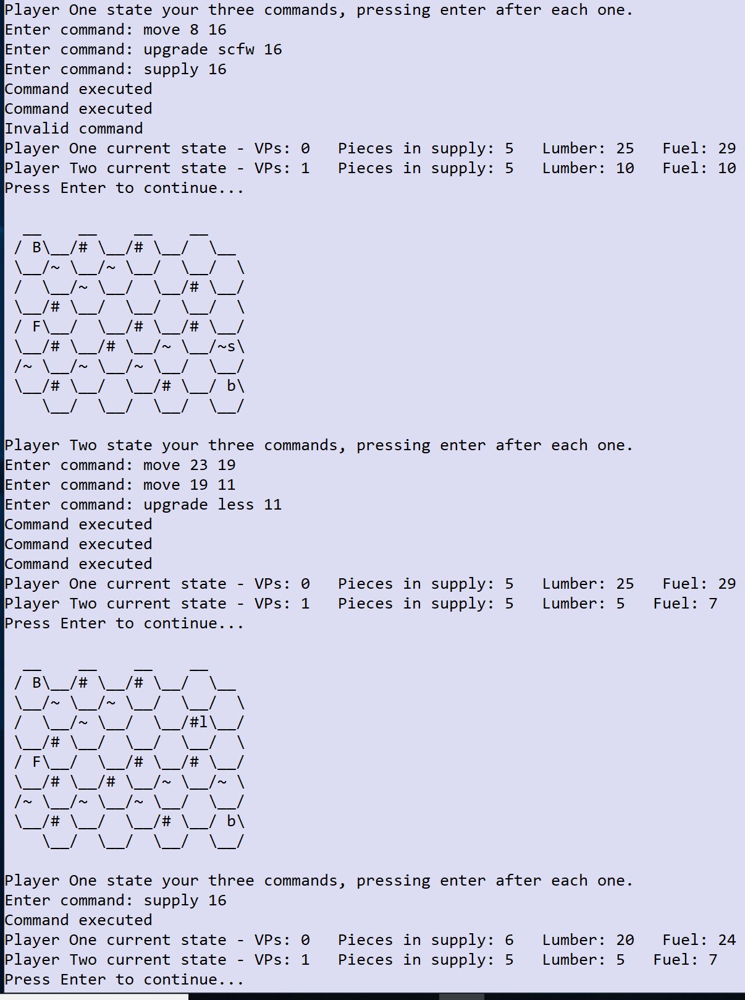 Player One state your three commands, pressing enter after each one.
Enter command: move 8 16
Enter command: upgrade scfw 16
Enter command: supply 16
Command executed
Command executed
Invalid command
Player One current state - VPs: 0   Pieces in supply: 5   Lumber: 25   Fuel: 29
Player Two current state - VPs: 1   Pieces in supply: 5   Lumber: 10   Fuel: 10
Press Enter to continue...
  __    __    __    __
 / B\__/# \__/# \__/  \__
 \__/~ \__/~ \__/  \__/  \
 /  \__/~ \__/  \__/# \__/
 \__/# \__/  \__/  \__/  \
 / F\__/  \__/# \__/# \__/
 \__/# \__/# \__/~ \__/~s\
 /~ \__/~ \__/~ \__/  \__/
 \__/# \__/  \__/# \__/ b\
    \__/  \__/  \__/  \__/
Player Two state your three commands, pressing enter after each one.
Enter command: move 23 19
Enter command: move 19 11
Enter command: upgrade less 11
Command executed
Command executed
Command executed
Player One current state - VPs: 0   Pieces in supply: 5   Lumber: 25   Fuel: 29
Player Two current state - VPs: 1   Pieces in supply: 5   Lumber: 5   Fuel: 7
Press Enter to continue...
  __    __    __    __
 / B\__/# \__/# \__/  \__
 \__/~ \__/~ \__/  \__/  \
 /  \__/~ \__/  \__/#l\__/
 \__/# \__/  \__/  \__/  \
 / F\__/  \__/# \__/# \__/
 \__/# \__/# \__/~ \__/~ \
 /~ \__/~ \__/~ \__/  \__/
 \__/# \__/  \__/# \__/ b\
    \__/  \__/  \__/  \__/
Player One state your three commands, pressing enter after each one.
Enter command: supply 16
Command executed
Player One current state - VPs: 0   Pieces in supply: 6   Lumber: 20   Fuel: 24
Player Two current state - VPs: 1   Pieces in supply: 5   Lumber: 5   Fuel: 7
Press Enter to continue...